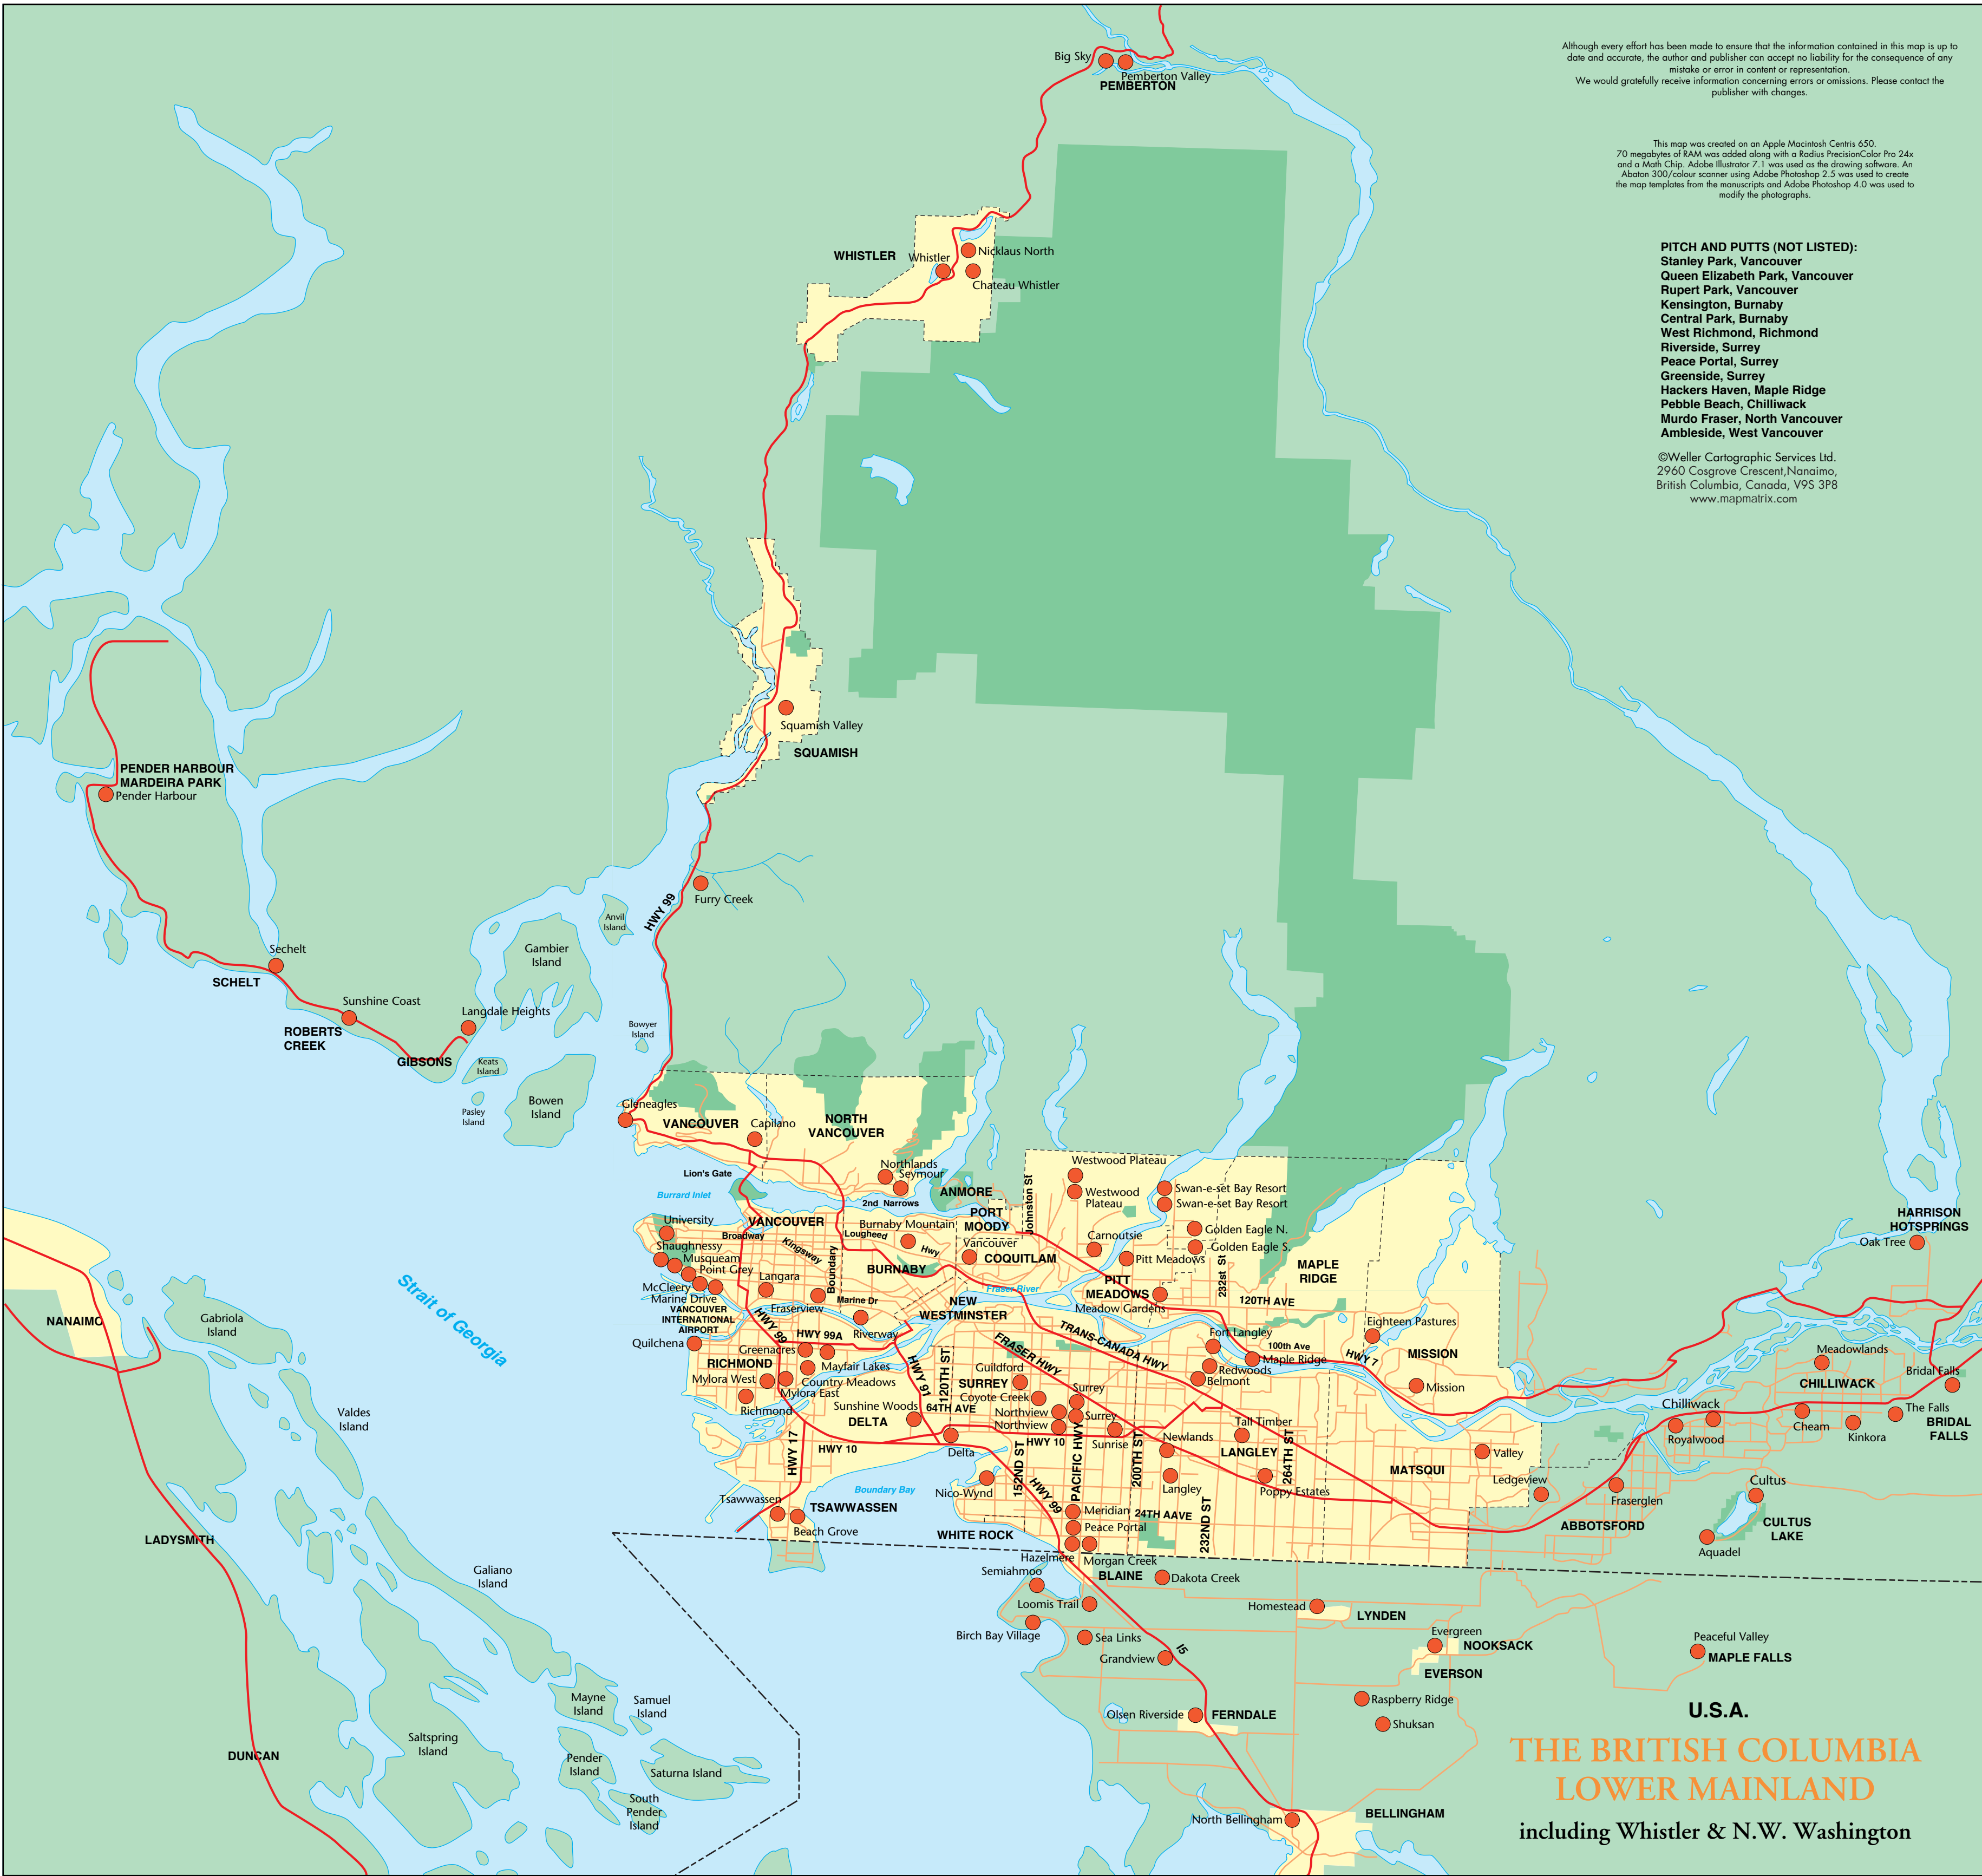 Big Sky
Pemberton Valley
PEMBERTON
Although every effort has been made to ensure that the information contained in this map is up to
date and accurate, the author and publisher can accept no liability for the consequence of any
mistake or error in content or representation.
We would gratefully receive information concerning errors or omissions. Please contact the
publisher with changes.
This map was created on an Apple Macintosh Centris 650.
70 megabytes of RAM was added along with a Radius PrecisionColor Pro 24x
and a Math Chip. Adobe Illustrator 7.1 was used as the drawing software. An
Abaton 300/colour scanner using Adobe Photoshop 2.5 was used to create
the map templates from the manuscripts and Adobe Photoshop 4.0 was used to
modify the photographs.
PITCH AND PUTTS (NOT LISTED):
Stanley Park, Vancouver
Queen Elizabeth Park, Vancouver
Rupert Park, Vancouver
Kensington, Burnaby
Central Park, Burnaby
West Richmond, Richmond
Riverside, Surrey
Peace Portal, Surrey
Greenside, Surrey
Hackers Haven, Maple Ridge
Pebble Beach, Chilliwack
Murdo Fraser, North Vancouver
Ambleside, West Vancouver
©Weller Cartographic Services Ltd.
2960 Cosgrove Crescent,Nanaimo,
British Columbia, Canada, V9S 3P8
www.mapmatrix.com
WHISTLER
Whistler
Nicklaus North
Chateau Whistler
Squamish Valley
SQUAMISH
PENDER HARBOUR
MARDEIRA PARK
Pender Harbour
Furry Creek
HWY 99
Anvil
Island
Gambier
Island
Sechelt
SCHELT
Sunshine Coast
ROBERTS
CREEK
Langdale Heights
GIBSONS
Keats
Island
Bowyer
Island
Pasley
Island
Bowen
Island
Gleneagles
VANCOUVER
Capilano
NORTH
VANCOUVER
Lion's Gate
Burrard Inlet
Northlands
Seymour
2nd Narrows
ANMORE
PORT
MOODY
Johnston St
Westwood Plateau
Westwood
Plateau
Swan-e-set Bay Resort
Swan-e-set Bay Resort
Golden Eagle N.
Golden Eagle S.
University
VANCOUVER
Broadway
Kingsway
Boundary
Burnaby Mountain
Lougheed
Hwy
Vancouver
COQUITLAM
Carnoustie
Pitt Meadows
PITT
MEADOWS
Meadow Gardens
232st St
MAPLE
RIDGE
120TH AVE
HARRISON
HOTSPRINGS
Oak Tree
Shaughnessy
Musqueam
Point Grey
McCleery
Marine Drive
Langara
Fraserview
BURNABY
Marine Dr
Riverway
NEW
WESTMINSTER
Fraser River
VANCOUVER
INTERNATIONAL
AIRPORT
Quilchena
HWY 99
HWY 99A
Greenacres
RICHMOND
Mayfair Lakes
Country Meadows
Mylora West
Mylora East
Richmond
HWY 91
120TH ST
FRASER HWY
TRANS-CANADA HWY
Fort Langley
Redwoods
Belmont
Maple Ridge
100th Ave
HWY 7
Eighteen Pastures
MISSION
Mission
Guildford
SURREY
Coyote Creek
Surrey
Surrey
Northview
Northview
Sunrise
Sunshine Woods
64TH AVE
DELTA
Delta
HWY 10
HWY 10
HWY 17
Tsawwassen
TSAWWASSEN
Beach Grove
Boundary Bay
Nico-Wynd
152ND ST
HWY 99
PACIFIC HWY
200TH ST
Newlands
Langley
LANGLEY
Tall Timber
264TH ST
Poppy Estates
232ND ST
24TH AAVE
Meridian
Peace Portal
WHITE ROCK
Hazelmere
Morgan Creek
MATSQUI
Valley
Ledgeview
ABBOTSFORD
Fraserglen
Chilliwack
Royalwood
Meadowlands
CHILLIWACK
Cheam
Kinkora
The Falls
Bridal Falls
BRIDAL
FALLS
Cultus
CULTUS
LAKE
Aquadel
Strait of Georgia
NANAIMO
Gabriola
Island
Valdes
Island
LADYSMITH
Galiano
Island
DUNCAN
Saltspring
Island
Mayne
Island
Samuel
Island
Pender
Island
Saturna Island
South
Pender
Island
Semiahmoo
BLAINE
Dakota Creek
Loomis Trail
Birch Bay Village
Sea Links
Grandview
I5
Homestead
LYNDEN
Evergreen
NOOKSACK
EVERSON
Raspberry Ridge
Shuksan
Peaceful Valley
MAPLE FALLS
Olsen Riverside
FERNDALE
North Bellingham
BELLINGHAM
U.S.A.
THE BRITISH COLUMBIA
LOWER MAINLAND
including Whistler & N.W. Washington